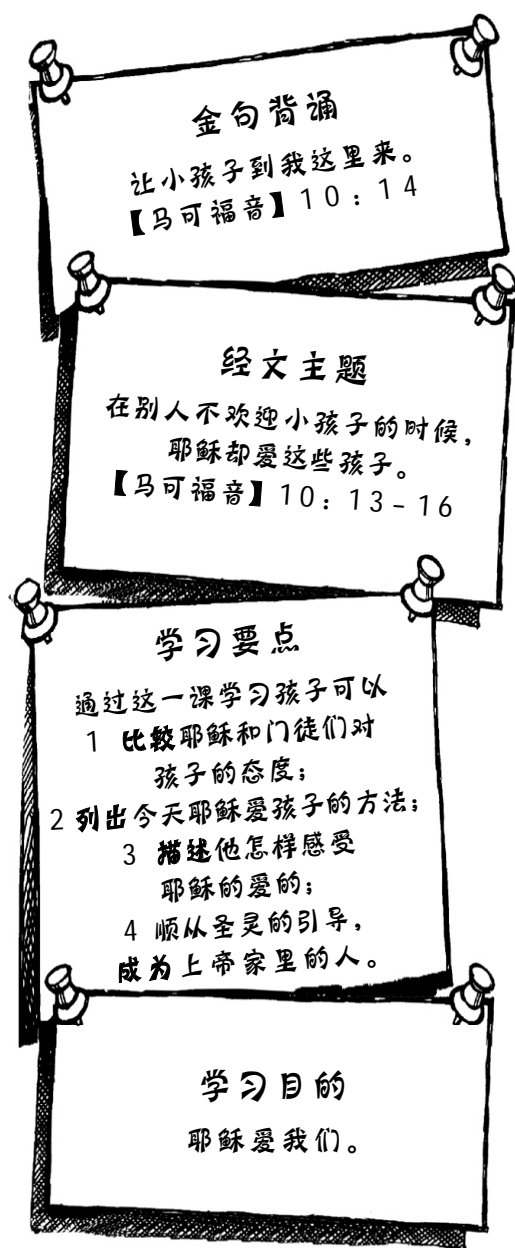 金句背诵
让小孩子到我这里来。
【马可福音】10：14
经文主题
在别人不欢迎小孩子的时候，
耶稣却爱这些孩子。
【马可福音】10：13-16
学习要点
通过这一课学习孩子可以
1 比较耶稣和门徒们对
孩子的态度；
2 列出今天耶稣爱孩子的方法；
3 描述他怎样感受
耶稣的爱的；
4 顺从圣灵的引导，
成为上帝家里的人。
学习目的
耶稣爱我们。